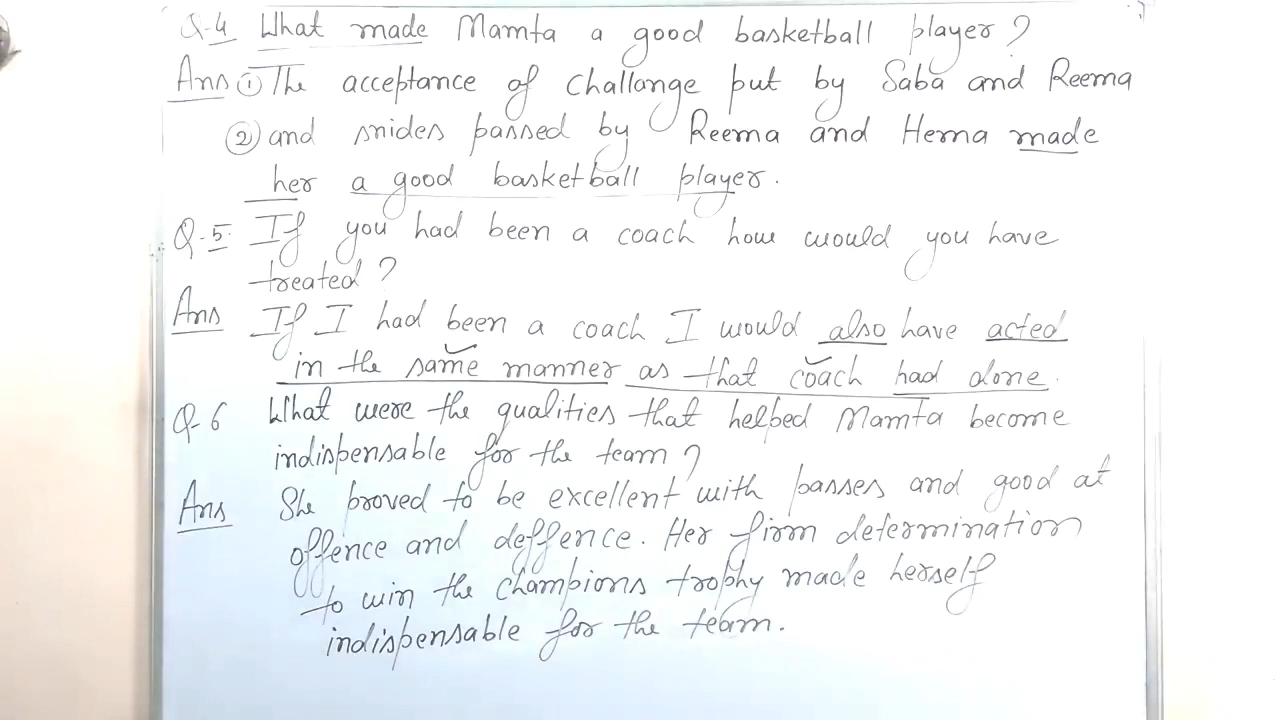 Q-4 What made Mamta a good basketball player?
Ans ① The acceptance of challange put by Saba and Reema
② and snides passed by Reema and Hema made
her a good basketball player.
Q-5 If you had been a coach how would you have
treated?
Ans If I had been a coach I would also have acted
in the same manner as that coach had done.
Q-6 What were the qualities that helped Mamta become
indispensable for the team?
Ans She proved to be excellent with passes and good at
offence and deffence. Her firm determination
to win the champions trophy made herself
indispensable for the team.